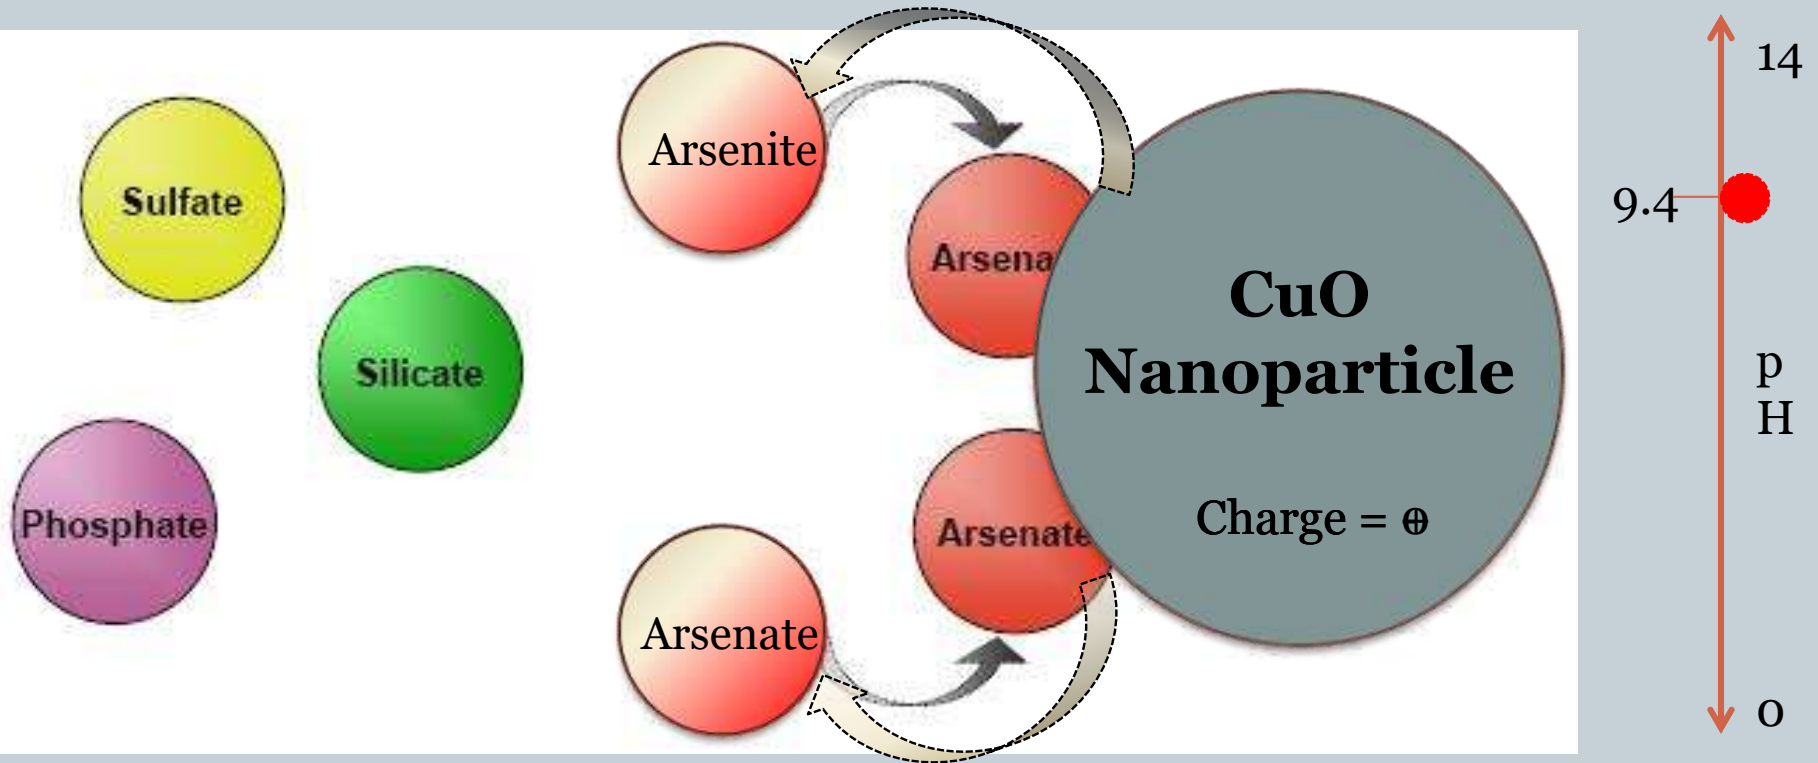 Sulfate
Silicate
Phosphate
Arsenite
Arsena
Arsenate
Arsenate
CuO
Nanoparticle
Charge = ⊕
14
9.4
p
H
0